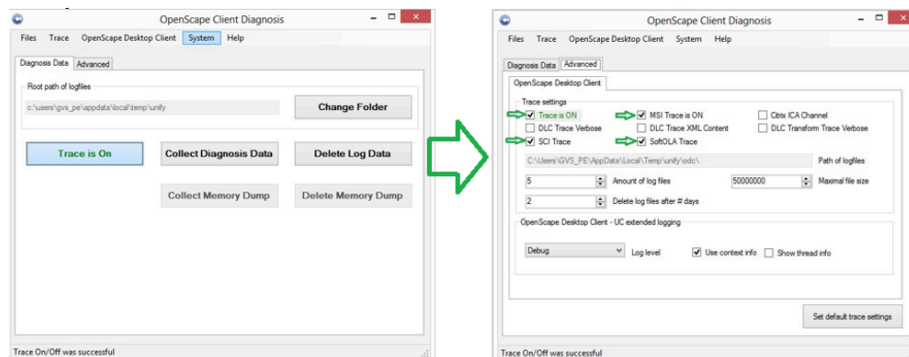 OpenScape Client Diagnosis
Files Trace OpenScape Desktop Client System Help
Diagnosis Data Advanced
Root path of logfiles
c:\users\gvs_pe\appdata\local\temp\unify Change Folder
Trace is On Collect Diagnosis Data Delete Log Data
Collect Memory Dump Delete Memory Dump
Trace On/Off was successful
OpenScape Client Diagnosis
Files Trace OpenScape Desktop Client System Help
Diagnosis Data Advanced
OpenScape Desktop Client
Trace settings
Trace is ON MSI Trace is ON Citrix ICA Channel
DLC Trace Verbose DLC Trace XML Content DLC Transform Trace Verbose
SCI Trace SoftOLA Trace
C:\Users\GVS_PE\AppData\Local\Temp\unify\odc\ Path of logfiles
5 Amount of log files 50000000 Maximal file size
2 Delete log files after # days
OpenScape Desktop Client - UC extended logging
Debug Log level Use context info Show thread info
Set default trace settings
Trace On/Off was successful